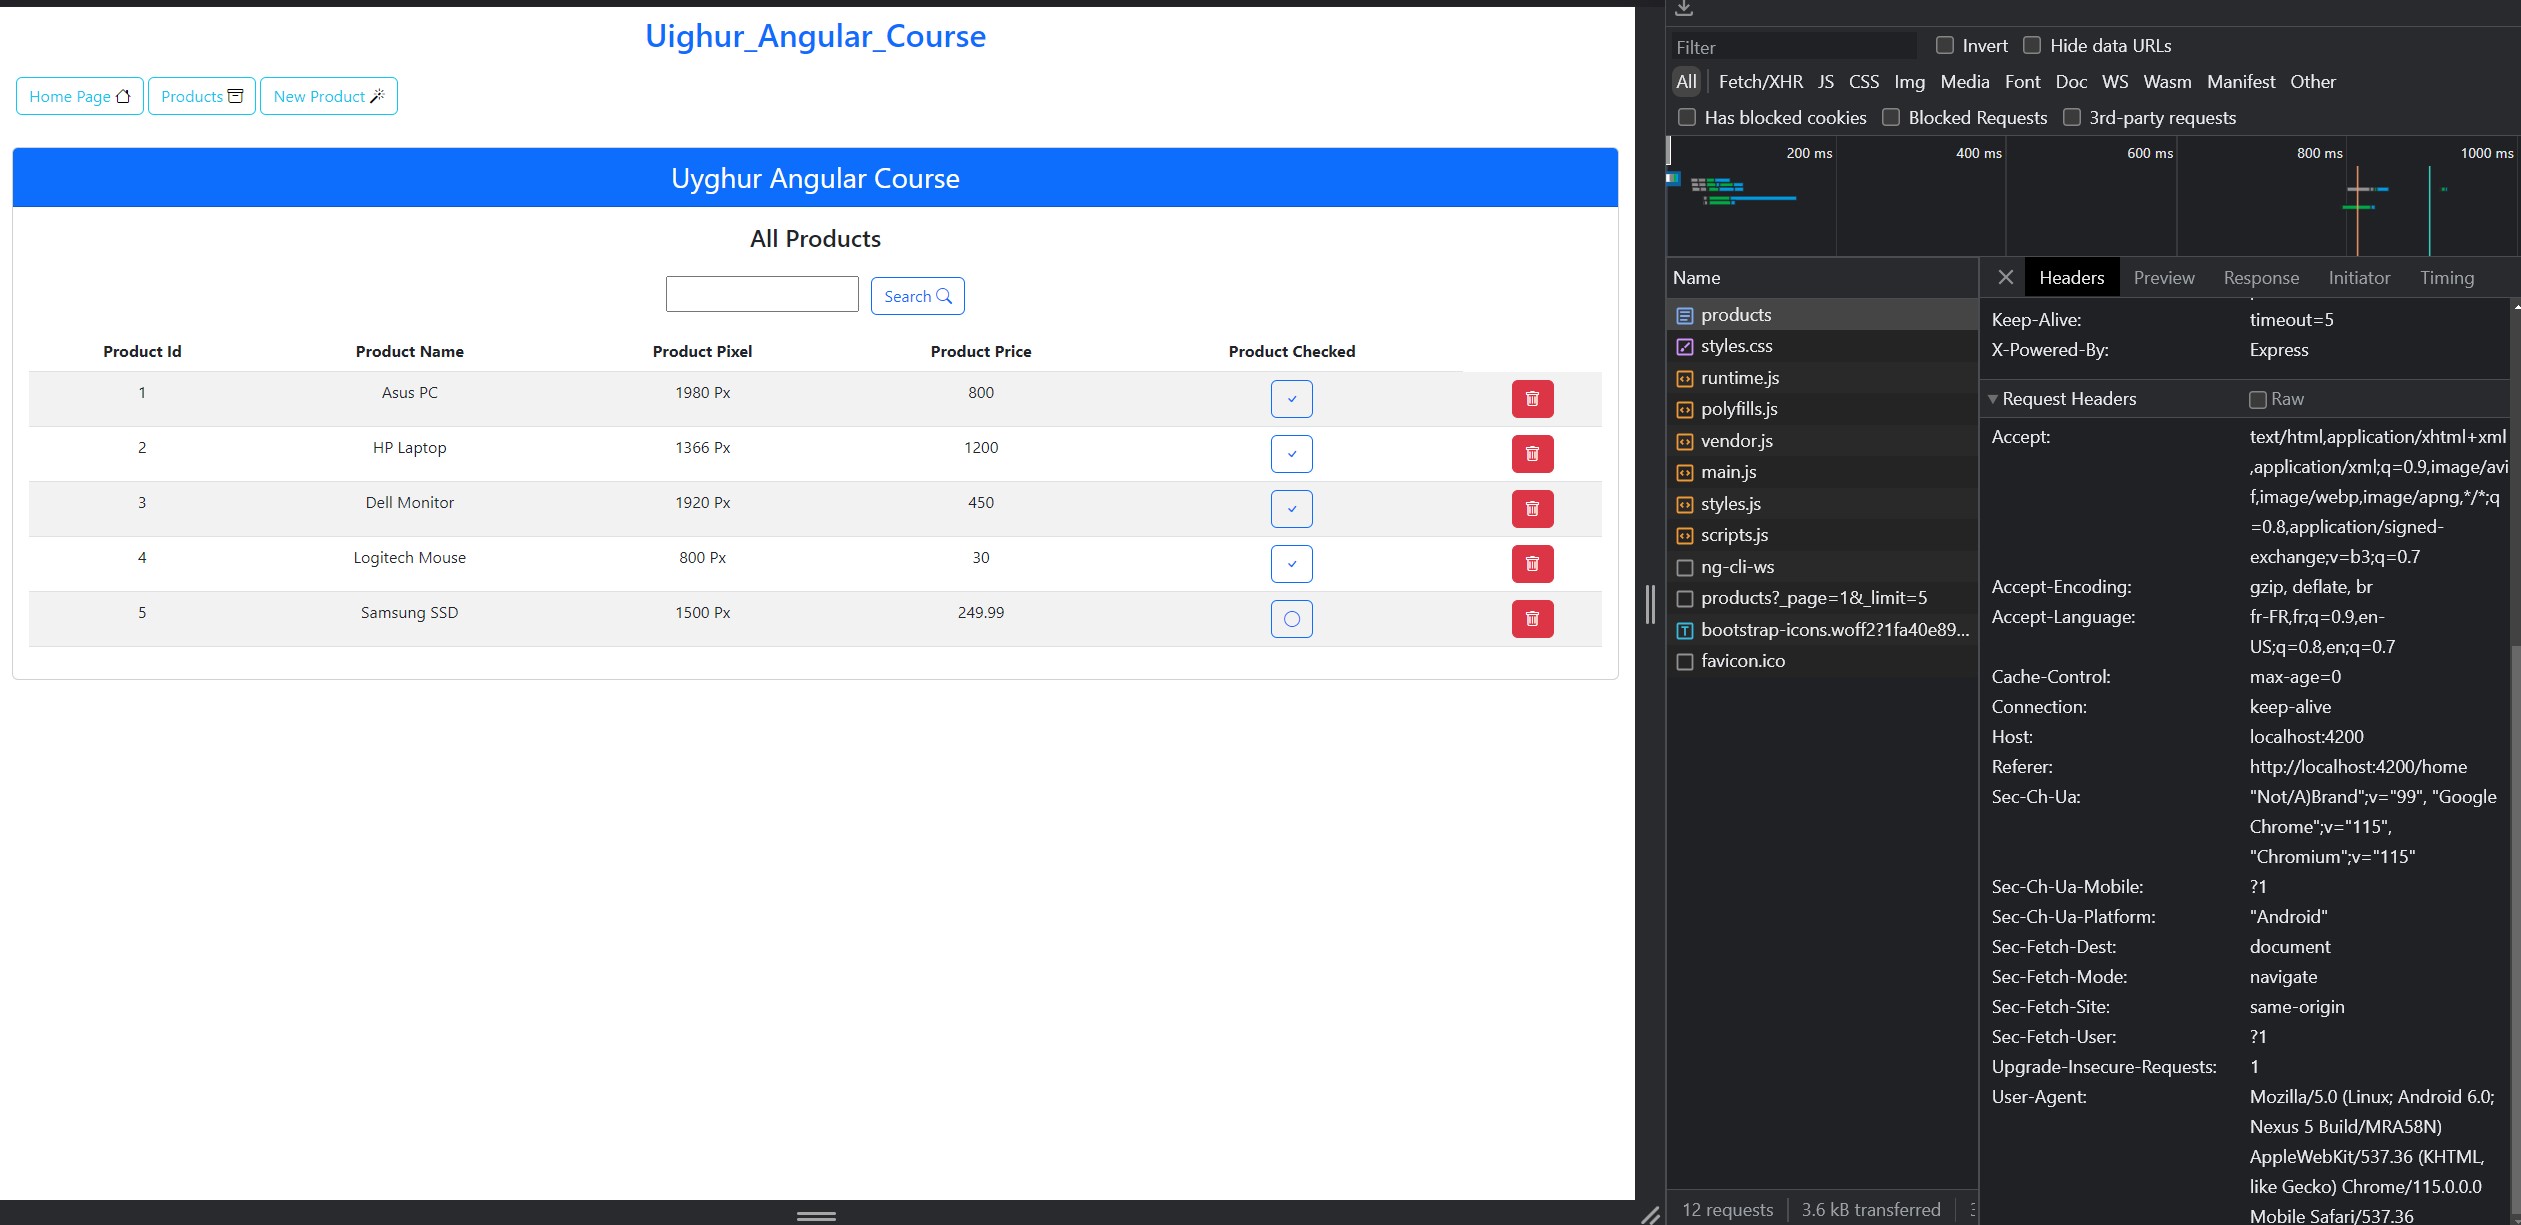 Uighur_Angular_Course
Home Page
Products
New Product
Uyghur Angular Course
All Products
Search
Product Id Product Name Product Pixel Product Price Product Checked
1 Asus PC 1980 Px 800
2 HP Laptop 1366 Px 1200
3 Dell Monitor 1920 Px 450
4 Logitech Mouse 800 Px 30
5 Samsung SSD 1500 Px 249.99
Filter
Invert
Hide data URLs
All Fetch/XHR JS CSS Img Media Font Doc WS Wasm Manifest Other
Has blocked cookies
Blocked Requests
3rd-party requests
200 ms 400 ms 600 ms 800 ms 1000 ms
Name
products
styles.css
runtime.js
polyfills.js
vendor.js
main.js
styles.js
scripts.js
ng-cli-ws
products?_page=1&_limit=5
bootstrap-icons.woff2?1fa40e89...
favicon.ico
12 requests 3.6 kB transferred
Headers Preview Response Initiator Timing
Keep-Alive: timeout=5
X-Powered-By: Express
Request Headers Raw
Accept: text/html,application/xhtml+xml
,application/xml;q=0.9,image/avi
f,image/webp,image/apng,*/*;q
=0.8,application/signed-
exchange;v=b3;q=0.7
Accept-Encoding: gzip, deflate, br
Accept-Language: fr-FR,fr;q=0.9,en-
US;q=0.8,en;q=0.7
Cache-Control: max-age=0
Connection: keep-alive
Host: localhost:4200
Referer: http://localhost:4200/home
Sec-Ch-Ua: "Not/A)Brand";v="99", "Google
Chrome";v="115",
"Chromium";v="115"
Sec-Ch-Ua-Mobile: ?1
Sec-Ch-Ua-Platform: "Android"
Sec-Fetch-Dest: document
Sec-Fetch-Mode: navigate
Sec-Fetch-Site: same-origin
Sec-Fetch-User: ?1
Upgrade-Insecure-Requests: 1
User-Agent: Mozilla/5.0 (Linux; Android 6.0;
Nexus 5 Build/MRA58N)
AppleWebKit/537.36 (KHTML,
like Gecko) Chrome/115.0.0.0
Mobile Safari/537.36